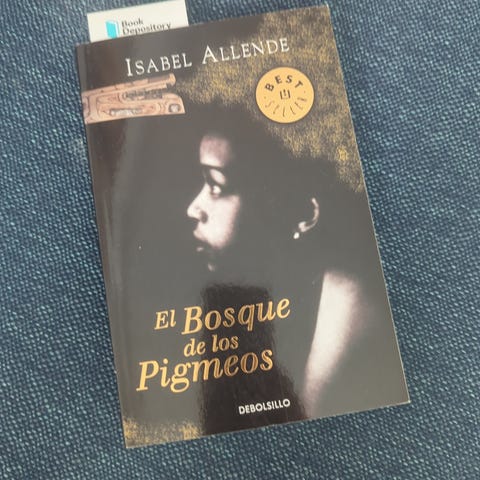 Book
Depository
ISABEL ALLENDE
BEST
SELLER
El Bosque
de los
Pigmeos
DEBOLSILLO